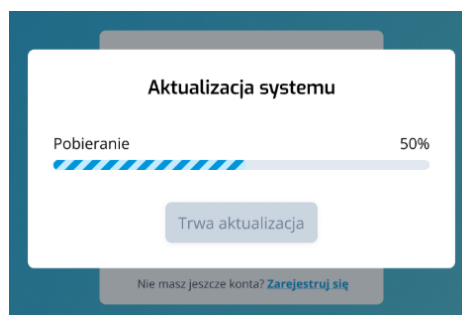 Aktualizacja systemu
Pobieranie 50%
Trwa aktualizacja
Nie masz jeszcze konta? Zarejestruj się